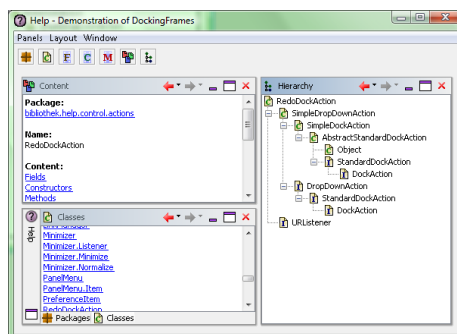 Help - Demonstration of DockingFrames
Panels Layout Window
F C M
Content
Package:
bibliothek.help.control.actions
Name:
RedoDockAction
Content:
Fields
Constructors
Methods
Help
Classes
Minimizer
Minimizer.Listener
Minimizer.Minimize
Minimizer.Normalize
PanelMenu
PanelMenu.Item
PreferenceItem
RedoDockAction
Packages Classes
Hierarchy
RedoDockAction
SimpleDropDownAction
SimpleDockAction
AbstractStandardDockAction
Object
StandardDockAction
DockAction
DropDownAction
StandardDockAction
DockAction
URListener